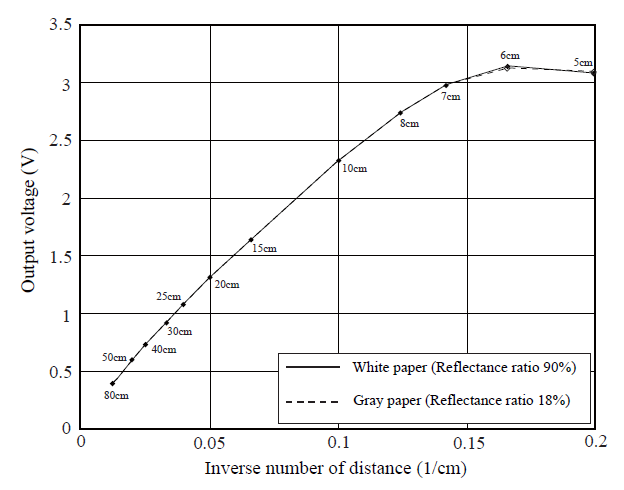 3.5
3
2.5
2
1.5
1
0.5
0
Output voltage (V)
6cm
5cm
7cm
8cm
10cm
15cm
20cm
25cm
30cm
40cm
50cm
80cm
White paper (Reflectance ratio 90%)
Gray paper (Reflectance ratio 18%)
0 0.05 0.1 0.15 0.2
Inverse number of distance (1/cm)